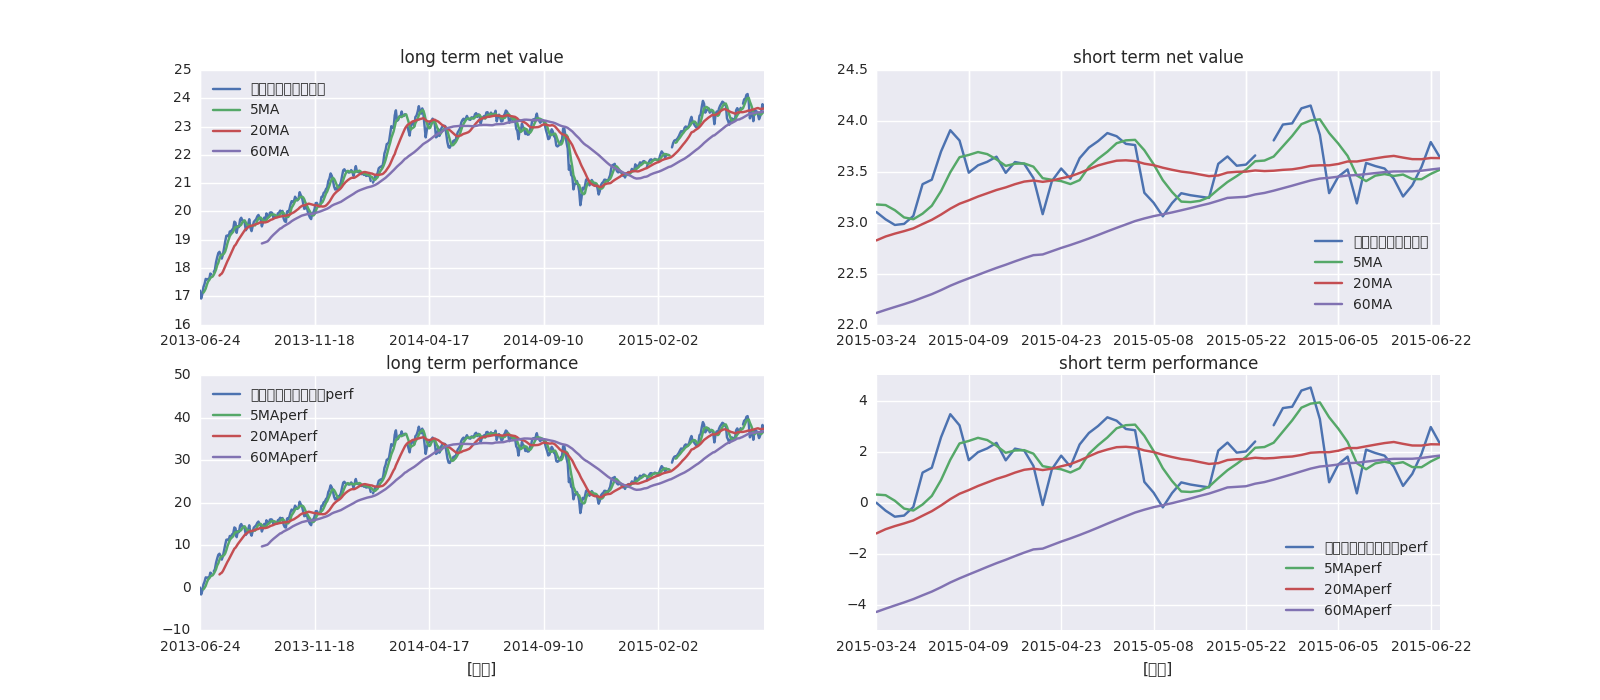 long term net value
25
24
23
22
21
20
19
18
17
16
5MA
20MA
60MA
2013-06-24 2013-11-18 2014-04-17 2014-09-10 2015-02-02
short term net value
24.5
24.0
23.5
23.0
22.5
22.0
5MA
20MA
60MA
2015-03-24 2015-04-09 2015-04-23 2015-05-08 2015-05-22 2015-06-05 2015-06-22
long term performance
50
40
30
20
10
0
−10
perf
5MAperf
20MAperf
60MAperf
2013-06-24 2013-11-18 2014-04-17 2014-09-10 2015-02-02
short term performance
4
2
0
−2
−4
perf
5MAperf
20MAperf
60MAperf
2015-03-24 2015-04-09 2015-04-23 2015-05-08 2015-05-22 2015-06-05 2015-06-22